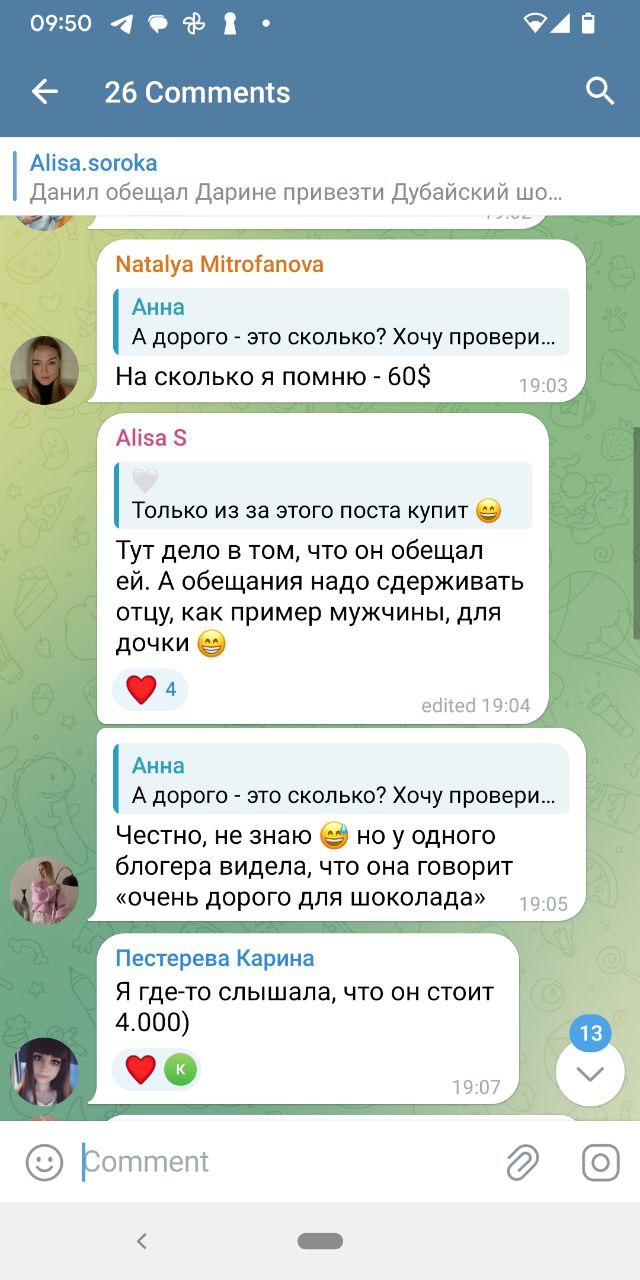 09:50
26 Comments
Alisa.soroka
Данил обещал Дарине привезти Дубайский шо...
Natalya Mitrofanova
Анна
А дорого - это сколько? Хочу провери...
На сколько я помню - 60$
19:03
Alisa S
Только из за этого поста купит 😄
Тут дело в том, что он обещал
ей. А обещания надо сдерживать
отцу, как пример мужчины, для
дочки 😁
❤ 4
edited 19:04
Анна
А дорого - это сколько? Хочу провери...
Честно, не знаю 😅 но у одного
блогера видела, что она говорит
«очень дорого для шоколада»
19:05
Пестерева Карина
Я где-то слышала, что он стоит
4.000)
❤ К
19:07
13
Comment